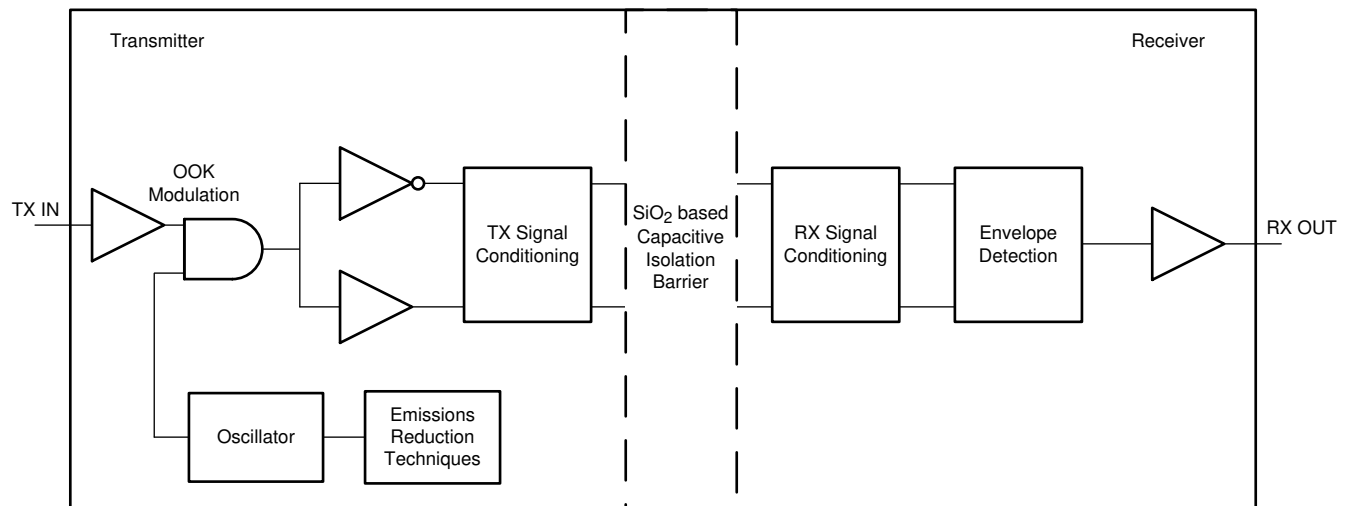 Transmitter
Receiver
OOK
Modulation
TX IN
TX Signal
Conditioning
SiO2 based
Capacitive
Isolation
Barrier
RX Signal
Conditioning
Envelope
Detection
RX OUT
Oscillator
Emissions
Reduction
Techniques